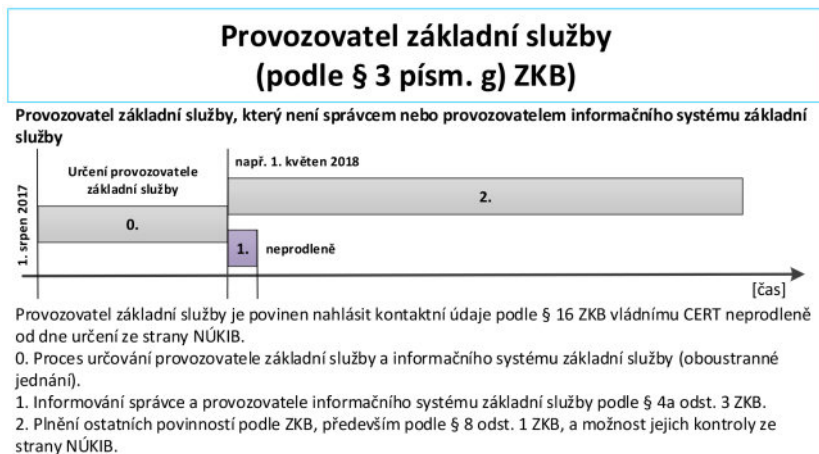 Provozovatel základní služby
(podle § 3 písm. g) ZKB)
Provozovatel základní služby, který není správcem nebo provozovatelem informačního systému základní
služby
1. srpen 2017
Určení provozovatele
základní služby
např. 1. květen 2018
2.
0.
1.
neprodleně
[čas]
Provozovatel základní služby je povinen nahlásit kontaktní údaje podle § 16 ZKB vládnímu CERT neprodleně
od dne určení ze strany NÚKIB.
0. Proces určování provozovatele základní služby a informačního systému základní služby (oboustranné
jednání).
1. Informování správce a provozovatele informačního systému základní služby podle § 4a odst. 3 ZKB.
2. Plnění ostatních povinností podle ZKB, především podle § 8 odst. 1 ZKB, a možnost jejich kontroly ze
strany NÚKIB.